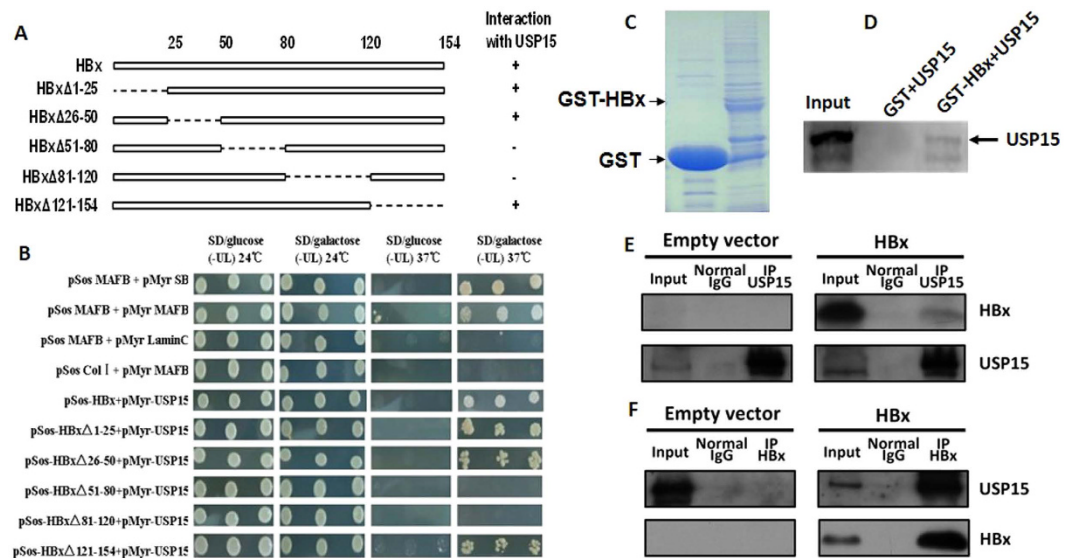 A
Interaction
with USP15
25 50 80 120 154
HBx +
HBxΔ1-25 +
HBxΔ26-50 +
HBxΔ51-80 -
HBxΔ81-120 -
HBxΔ121-154 +
B
SD/glucose SD/galactose SD/glucose SD/galactose
(-UL) 24℃ (-UL) 24℃ (-UL) 37℃ (-UL) 37℃
pSos MAFB + pMyr SB
pSos MAFB + pMyr MAFB
pSos MAFB + pMyr LaminC
pSos Col Ⅰ + pMyr MAFB
pSos-HBx+pMyr-USP15
pSos-HBx△1-25+pMyr-USP15
pSos-HBx△26-50+pMyr-USP15
pSos-HBx△51-80+pMyr-USP15
pSos-HBx△81-120+pMyr-USP15
pSos-HBx△121-154+pMyr-USP15
C
GST-HBx
GST
D
Input
GST+USP15
GST-HBx+USP15
USP15
E
Empty vector HBx
Input Normal IP Input Normal IP
IgG USP15 IgG USP15
HBx
USP15
F
Empty vector HBx
Input Normal IP Input Normal IP
IgG HBx IgG HBx
USP15
HBx